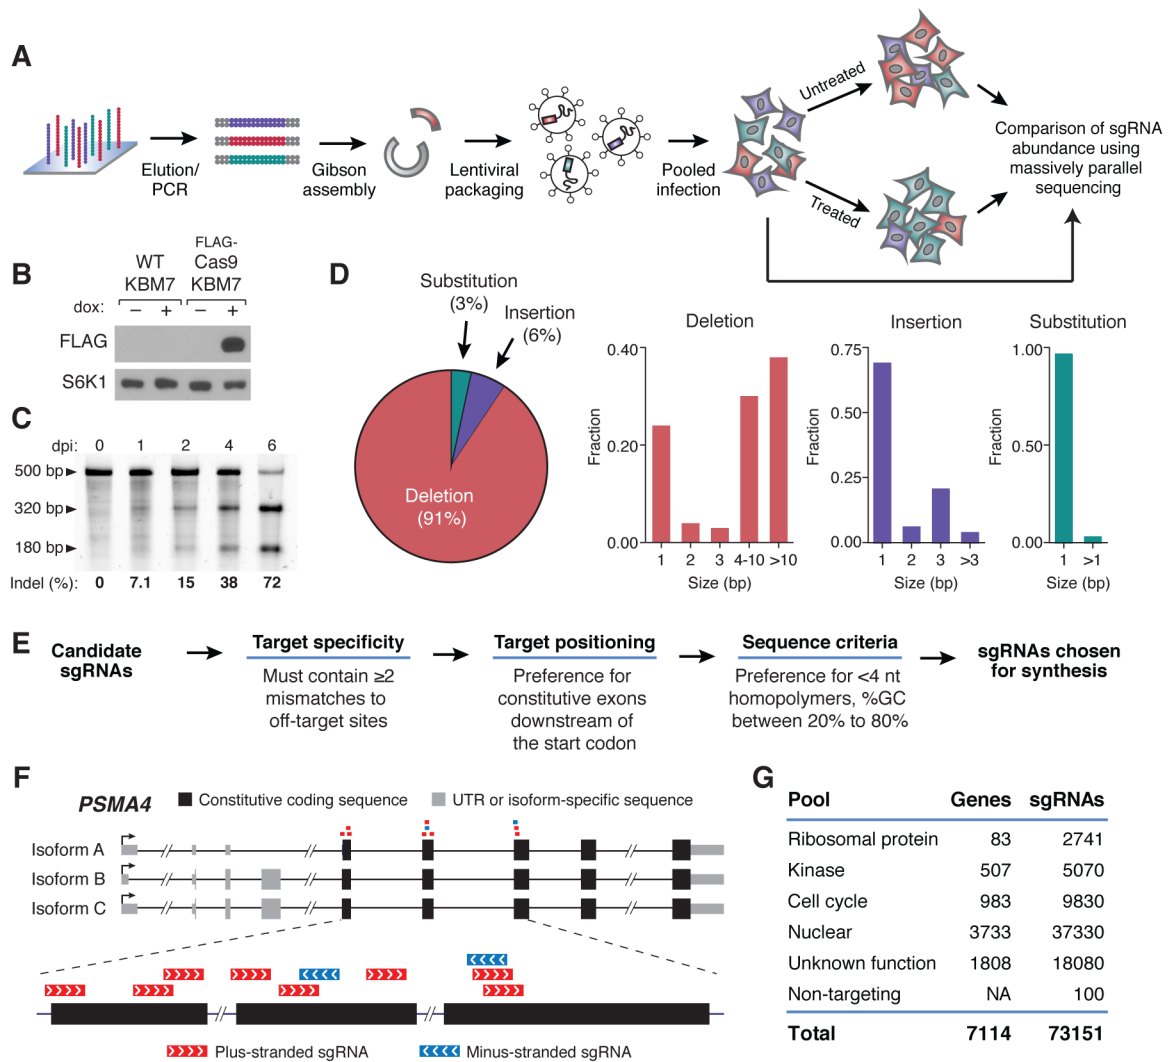 A
Elution/
PCR
Gibson
assembly
Lentiviral
packaging
Pooled
infection
Untreated
Treated
Comparison of sgRNA
abundance using
massively parallel
sequencing
B
WT
KBM7
FLAG-
Cas9
KBM7
dox: – + – +
FLAG
S6K1
C
dpi: 0 1 2 4 6
500 bp
320 bp
180 bp
Indel (%): 0 7.1 15 38 72
D
Substitution
(3%)
Insertion
(6%)
Deletion
(91%)
Deletion
Fraction
0.40
0.20
0.00
1 2 3 4-10 >10
Size (bp)
Insertion
Fraction
0.75
0.50
0.25
0.00
1 2 3 >3
Size (bp)
Substitution
Fraction
1.00
0.50
0.00
1 >1
Size (bp)
E
Candidate
sgRNAs
Target specificity
Must contain ≥2
mismatches to
off-target sites
Target positioning
Preference for
constitutive exons
downstream of
the start codon
Sequence criteria
Preference for <4 nt
homopolymers, %GC
between 20% to 80%
sgRNAs chosen
for synthesis
F
PSMA4
Constitutive coding sequence
UTR or isoform-specific sequence
Isoform A
Isoform B
Isoform C
Plus-stranded sgRNA
Minus-stranded sgRNA
G
Pool Genes sgRNAs
Ribosomal protein 83 2741
Kinase 507 5070
Cell cycle 983 9830
Nuclear 3733 37330
Unknown function 1808 18080
Non-targeting NA 100
Total 7114 73151